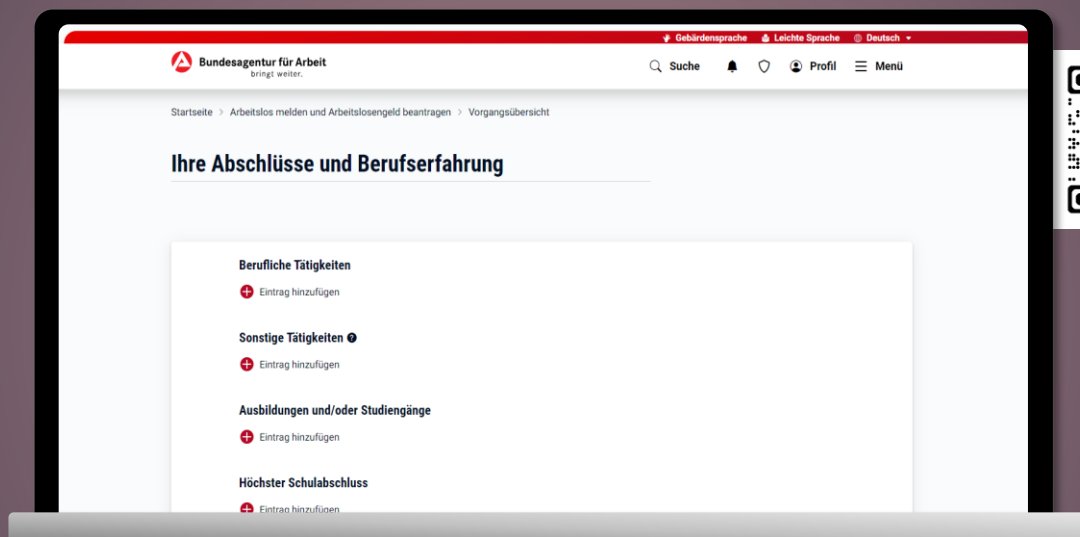 Gebärdensprache Leichte Sprache Deutsch
Bundesagentur für Arbeit
bringt weiter.
Suche Profil Menü
Startseite > Arbeitslos melden und Arbeitslosengeld beantragen > Vorgangsübersicht
Ihre Abschlüsse und Berufserfahrung
Berufliche Tätigkeiten
Eintrag hinzufügen
Sonstige Tätigkeiten
Eintrag hinzufügen
Ausbildungen und/oder Studiengänge
Eintrag hinzufügen
Höchster Schulabschluss
Eintrag hinzufügen